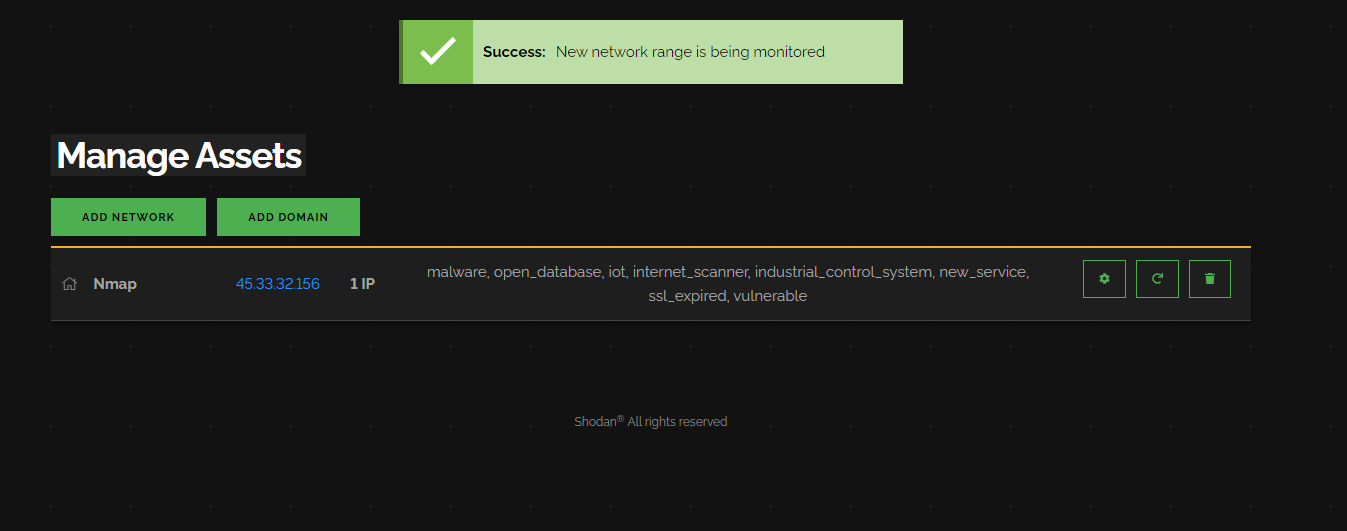 Success: New network range is being monitored
Manage Assets
ADD NETWORK ADD DOMAIN
Nmap 45.33.32.156 1 IP malware, open_database, iot, internet_scanner, industrial_control_system, new_service,
ssl_expired, vulnerable
Shodan® All rights reserved